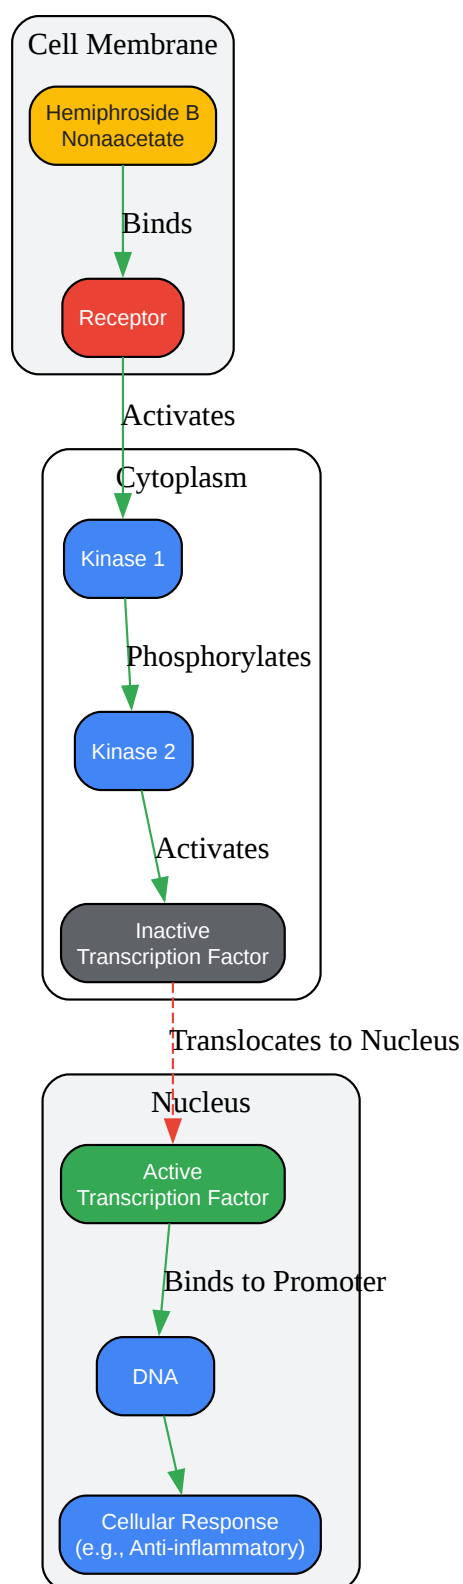 Cell Membrane
Hemiphroside B
Nonaacetate
Binds
Receptor
Activates
Cytoplasm
Kinase 1
Phosphorylates
Kinase 2
Activates
Inactive
Transcription Factor
Translocates to Nucleus
Nucleus
Active
Transcription Factor
Binds to Promoter
DNA
Cellular Response
(e.g., Anti-inflammatory)